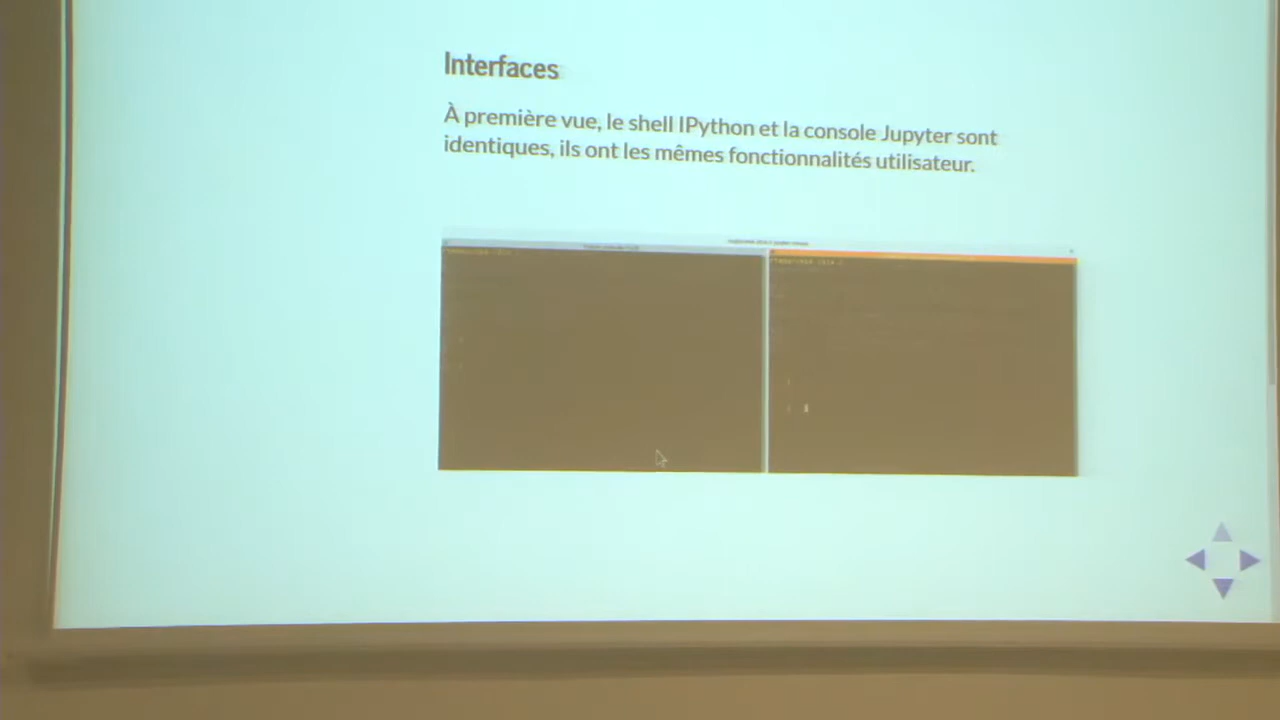 Interfaces
À première vue, le shell IPython et la console Jupyter sont
identiques, ils ont les mêmes fonctionnalités utilisateur.